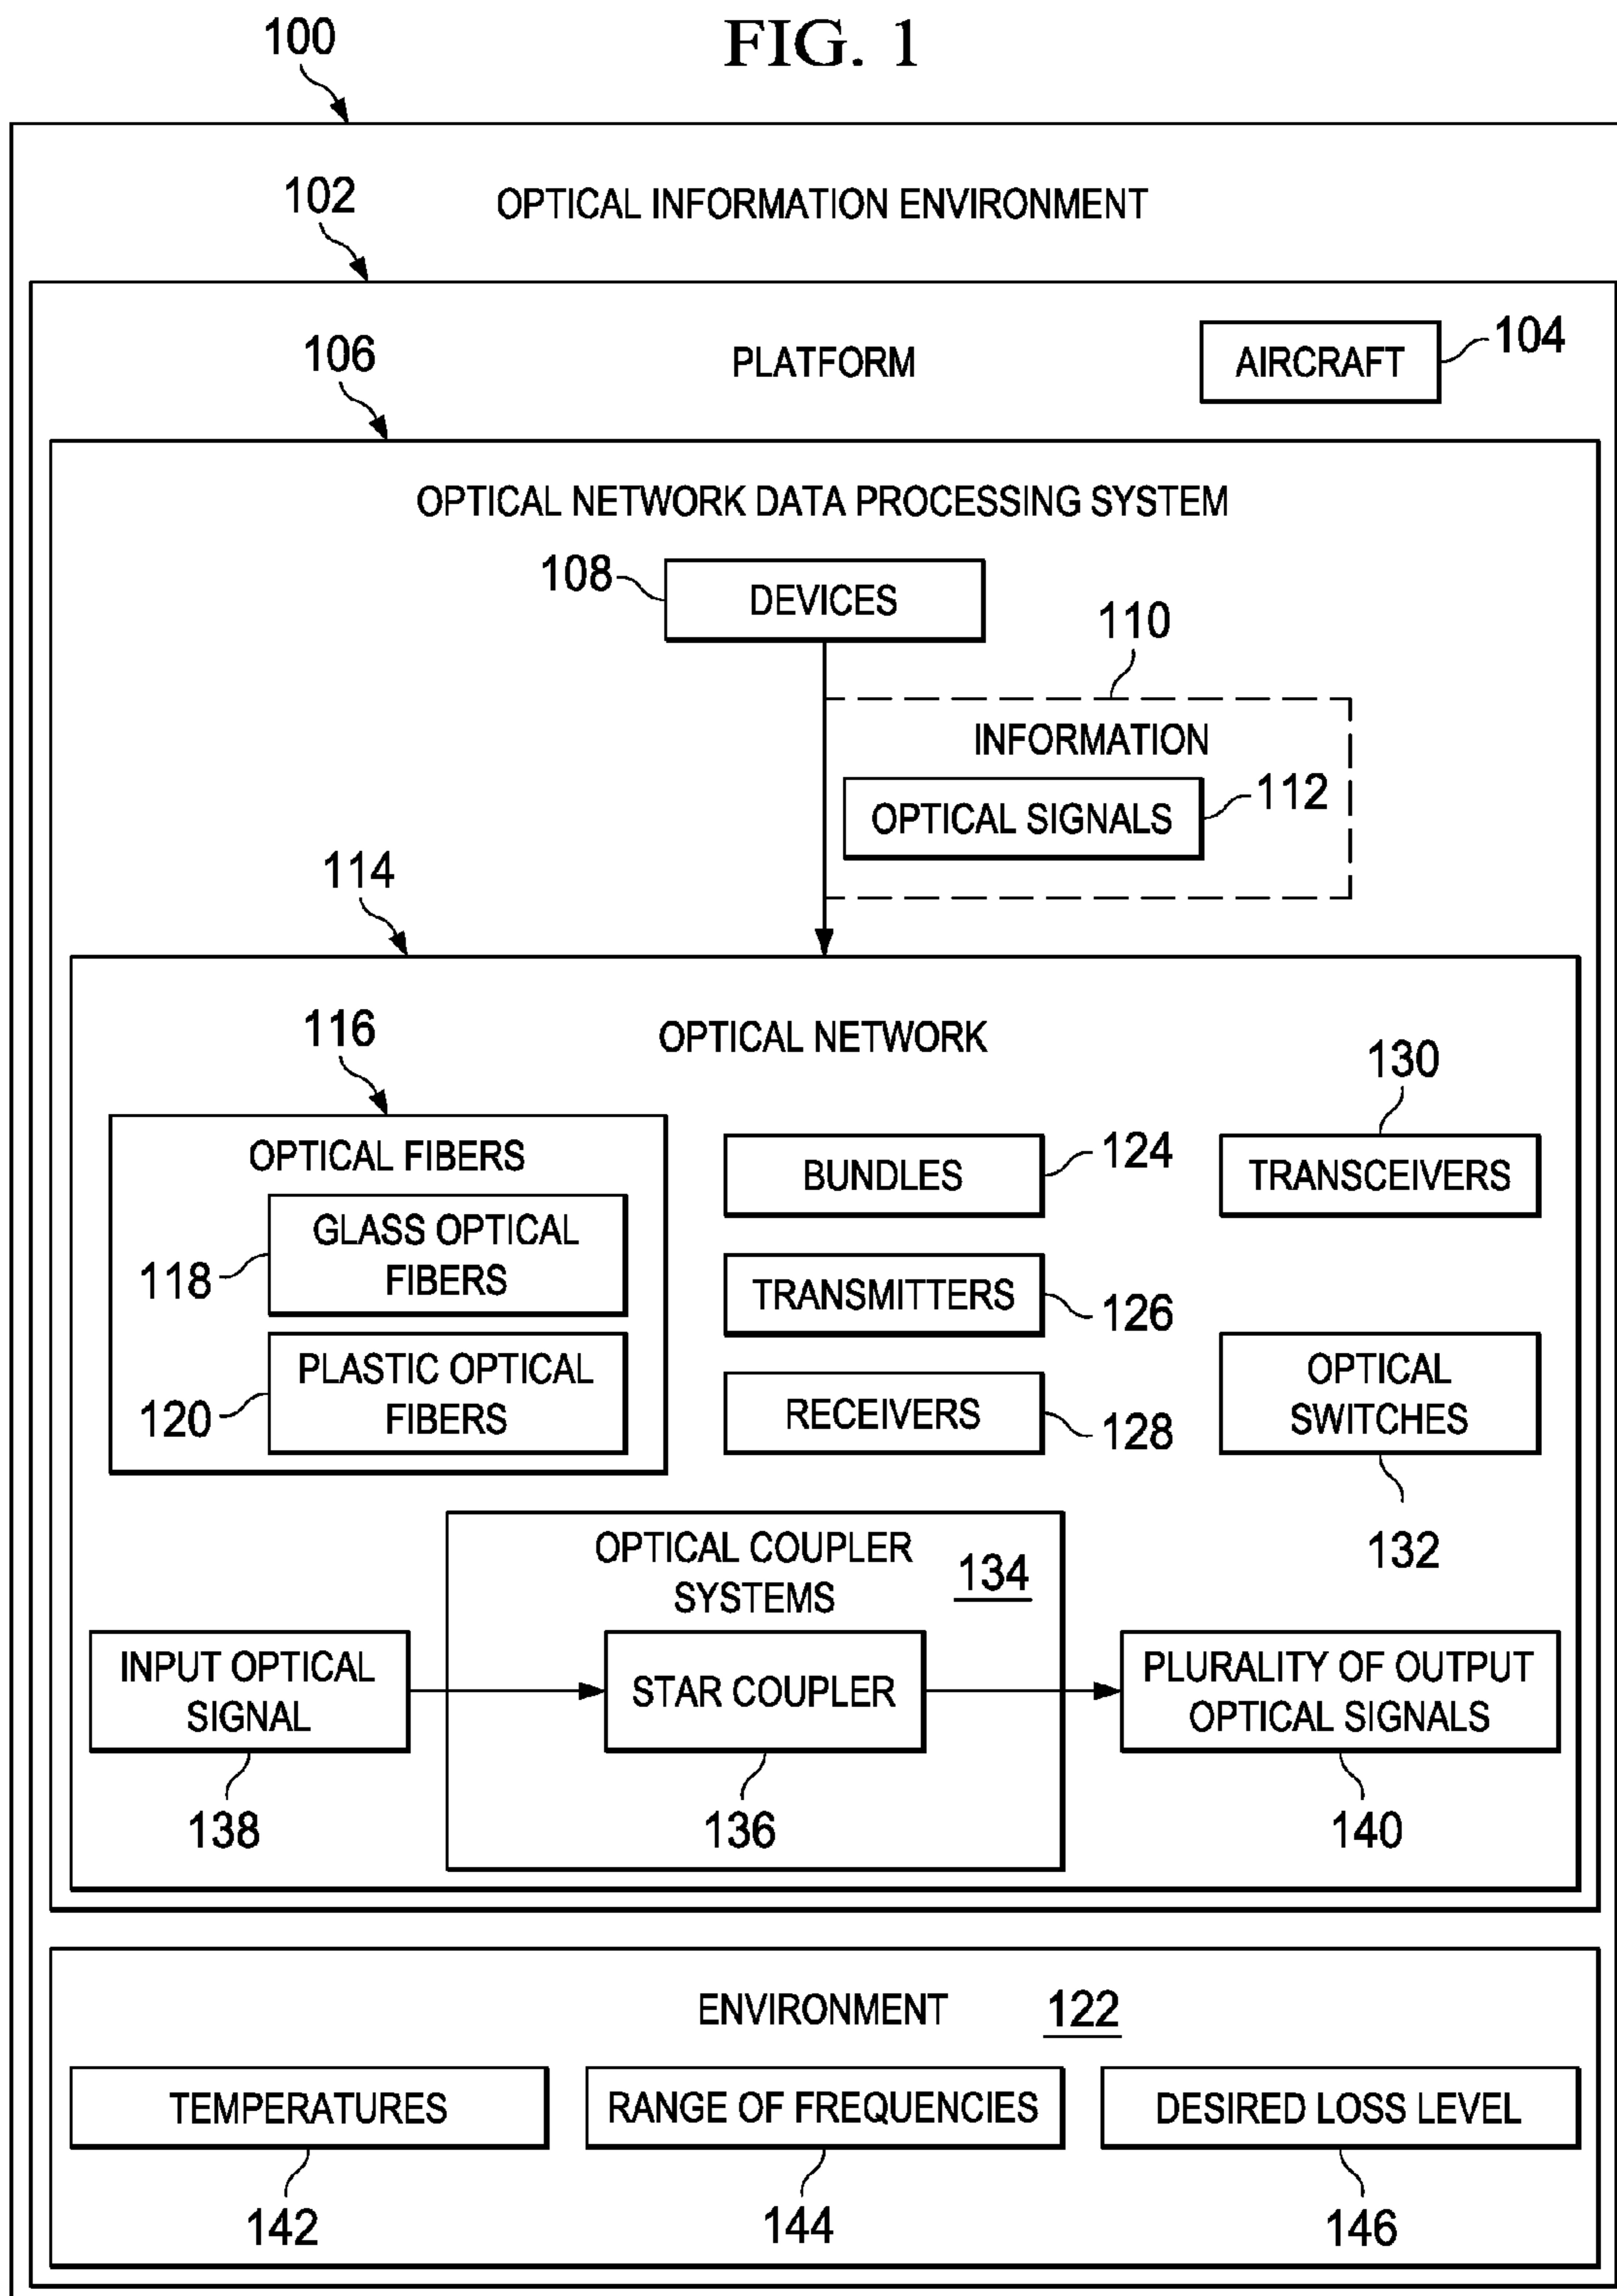 FIG. 1
100
OPTICAL INFORMATION ENVIRONMENT
102
PLATFORM
AIRCRAFT
104
106
OPTICAL NETWORK DATA PROCESSING SYSTEM
108
DEVICES
110
INFORMATION
OPTICAL SIGNALS
112
114
OPTICAL NETWORK
116
OPTICAL FIBERS
GLASS OPTICAL
FIBERS
118
PLASTIC OPTICAL
FIBERS
120
BUNDLES
124
TRANSMITTERS
126
RECEIVERS
128
130
TRANSCEIVERS
OPTICAL
SWITCHES
132
OPTICAL COUPLER
SYSTEMS
134
INPUT OPTICAL
SIGNAL
138
STAR COUPLER
136
PLURALITY OF OUTPUT
OPTICAL SIGNALS
140
ENVIRONMENT
122
TEMPERATURES
142
RANGE OF FREQUENCIES
144
DESIRED LOSS LEVEL
146